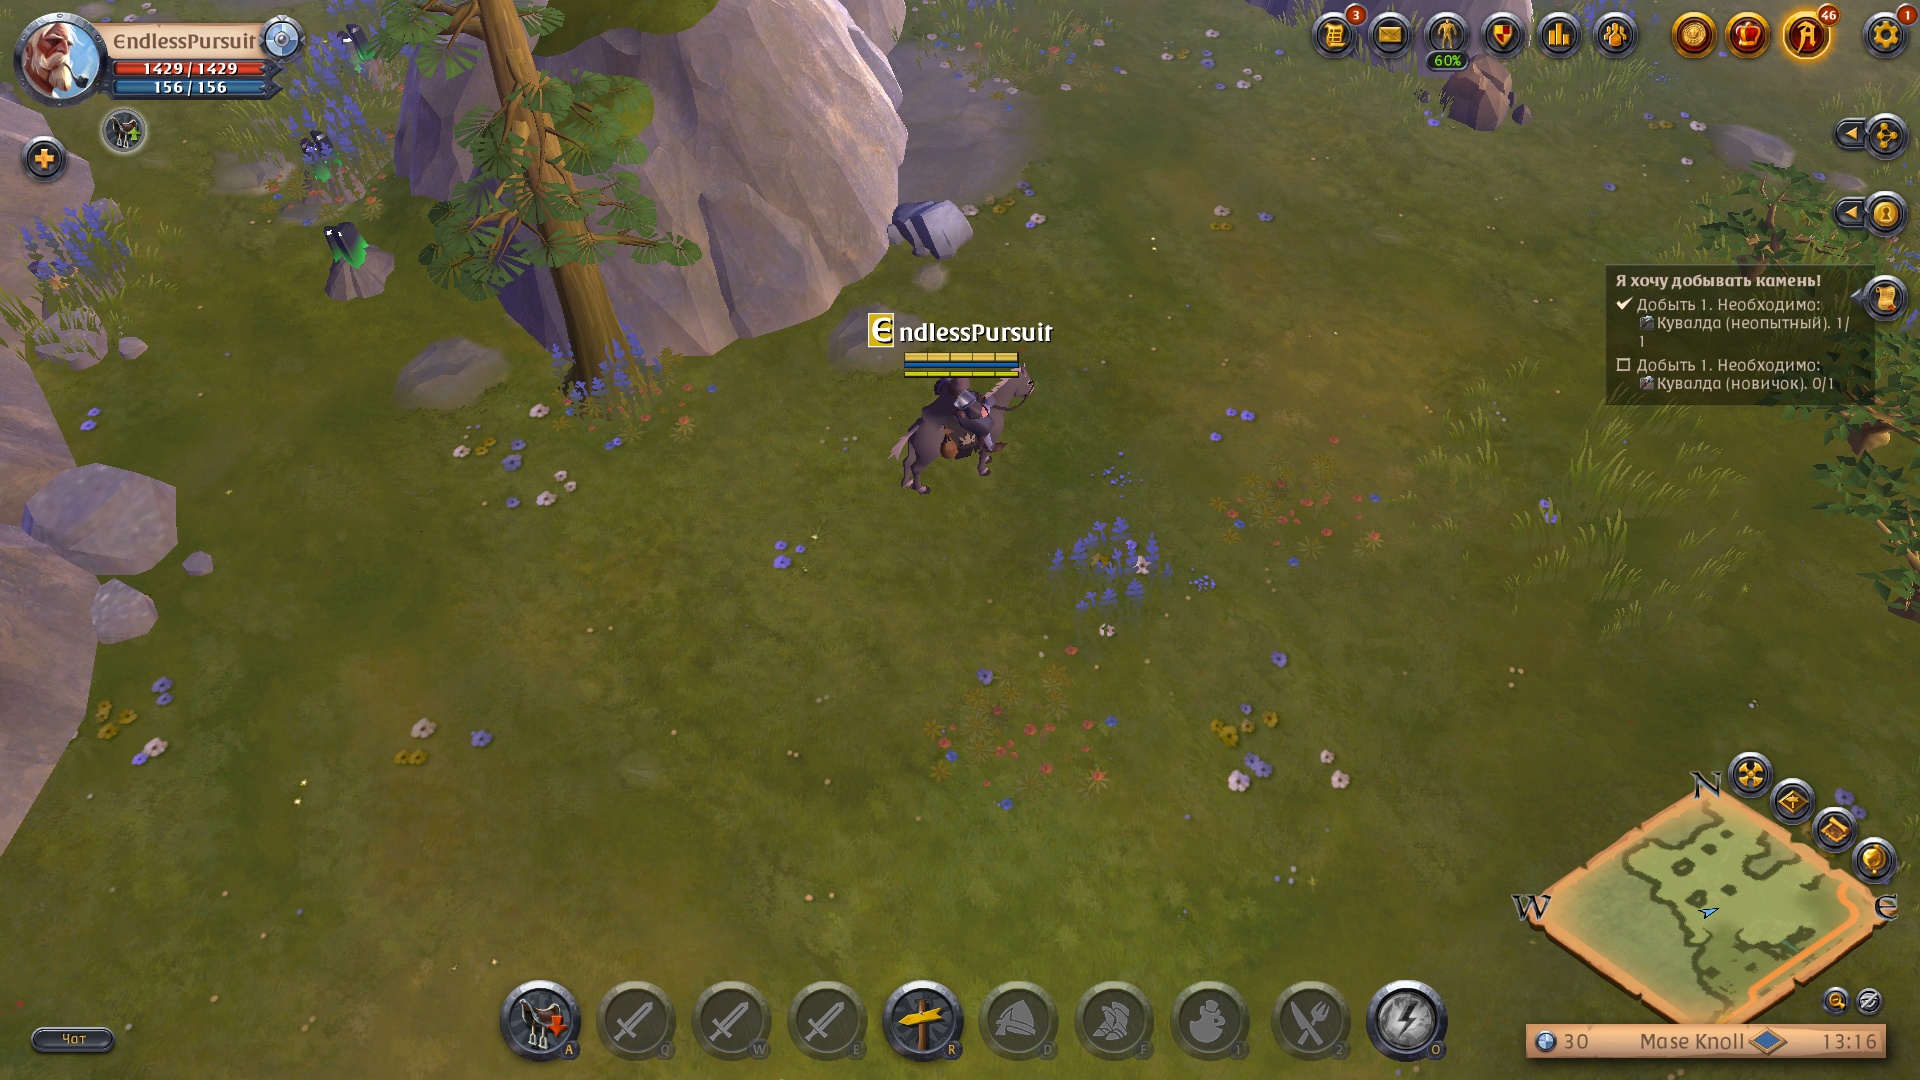 EndlessPursuit
1429 / 1429
156 / 156
3
60%
46
1
Я хочу добывать камень!
Добыть 1. Необходимо:
Кувалда (неопытный). 1/
1
Добыть 1. Необходимо:
Кувалда (новичок). 0/1
EndlessPursuit
N
W
E
Чат
A
Q
W
E
R
D
F
1
2
O
30
Mase Knoll
13:16